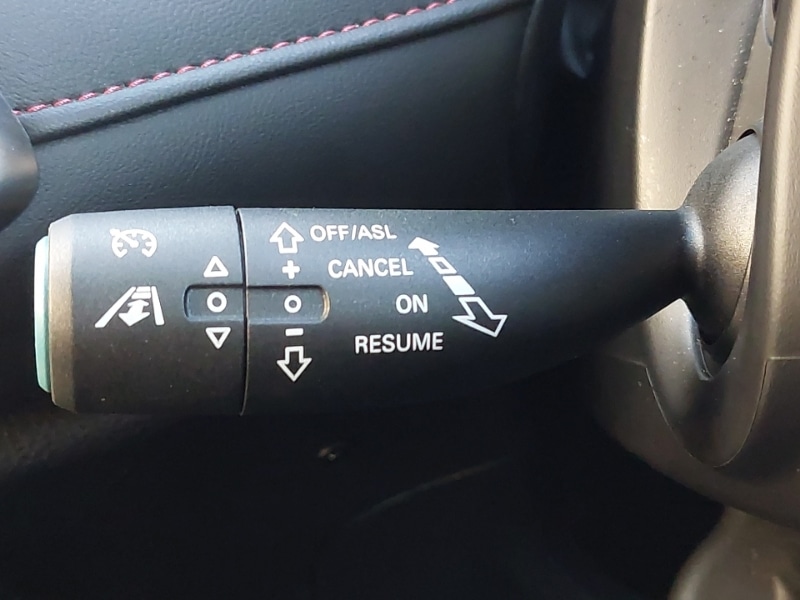 OFF/ASL
+ CANCEL
ON
- RESUME